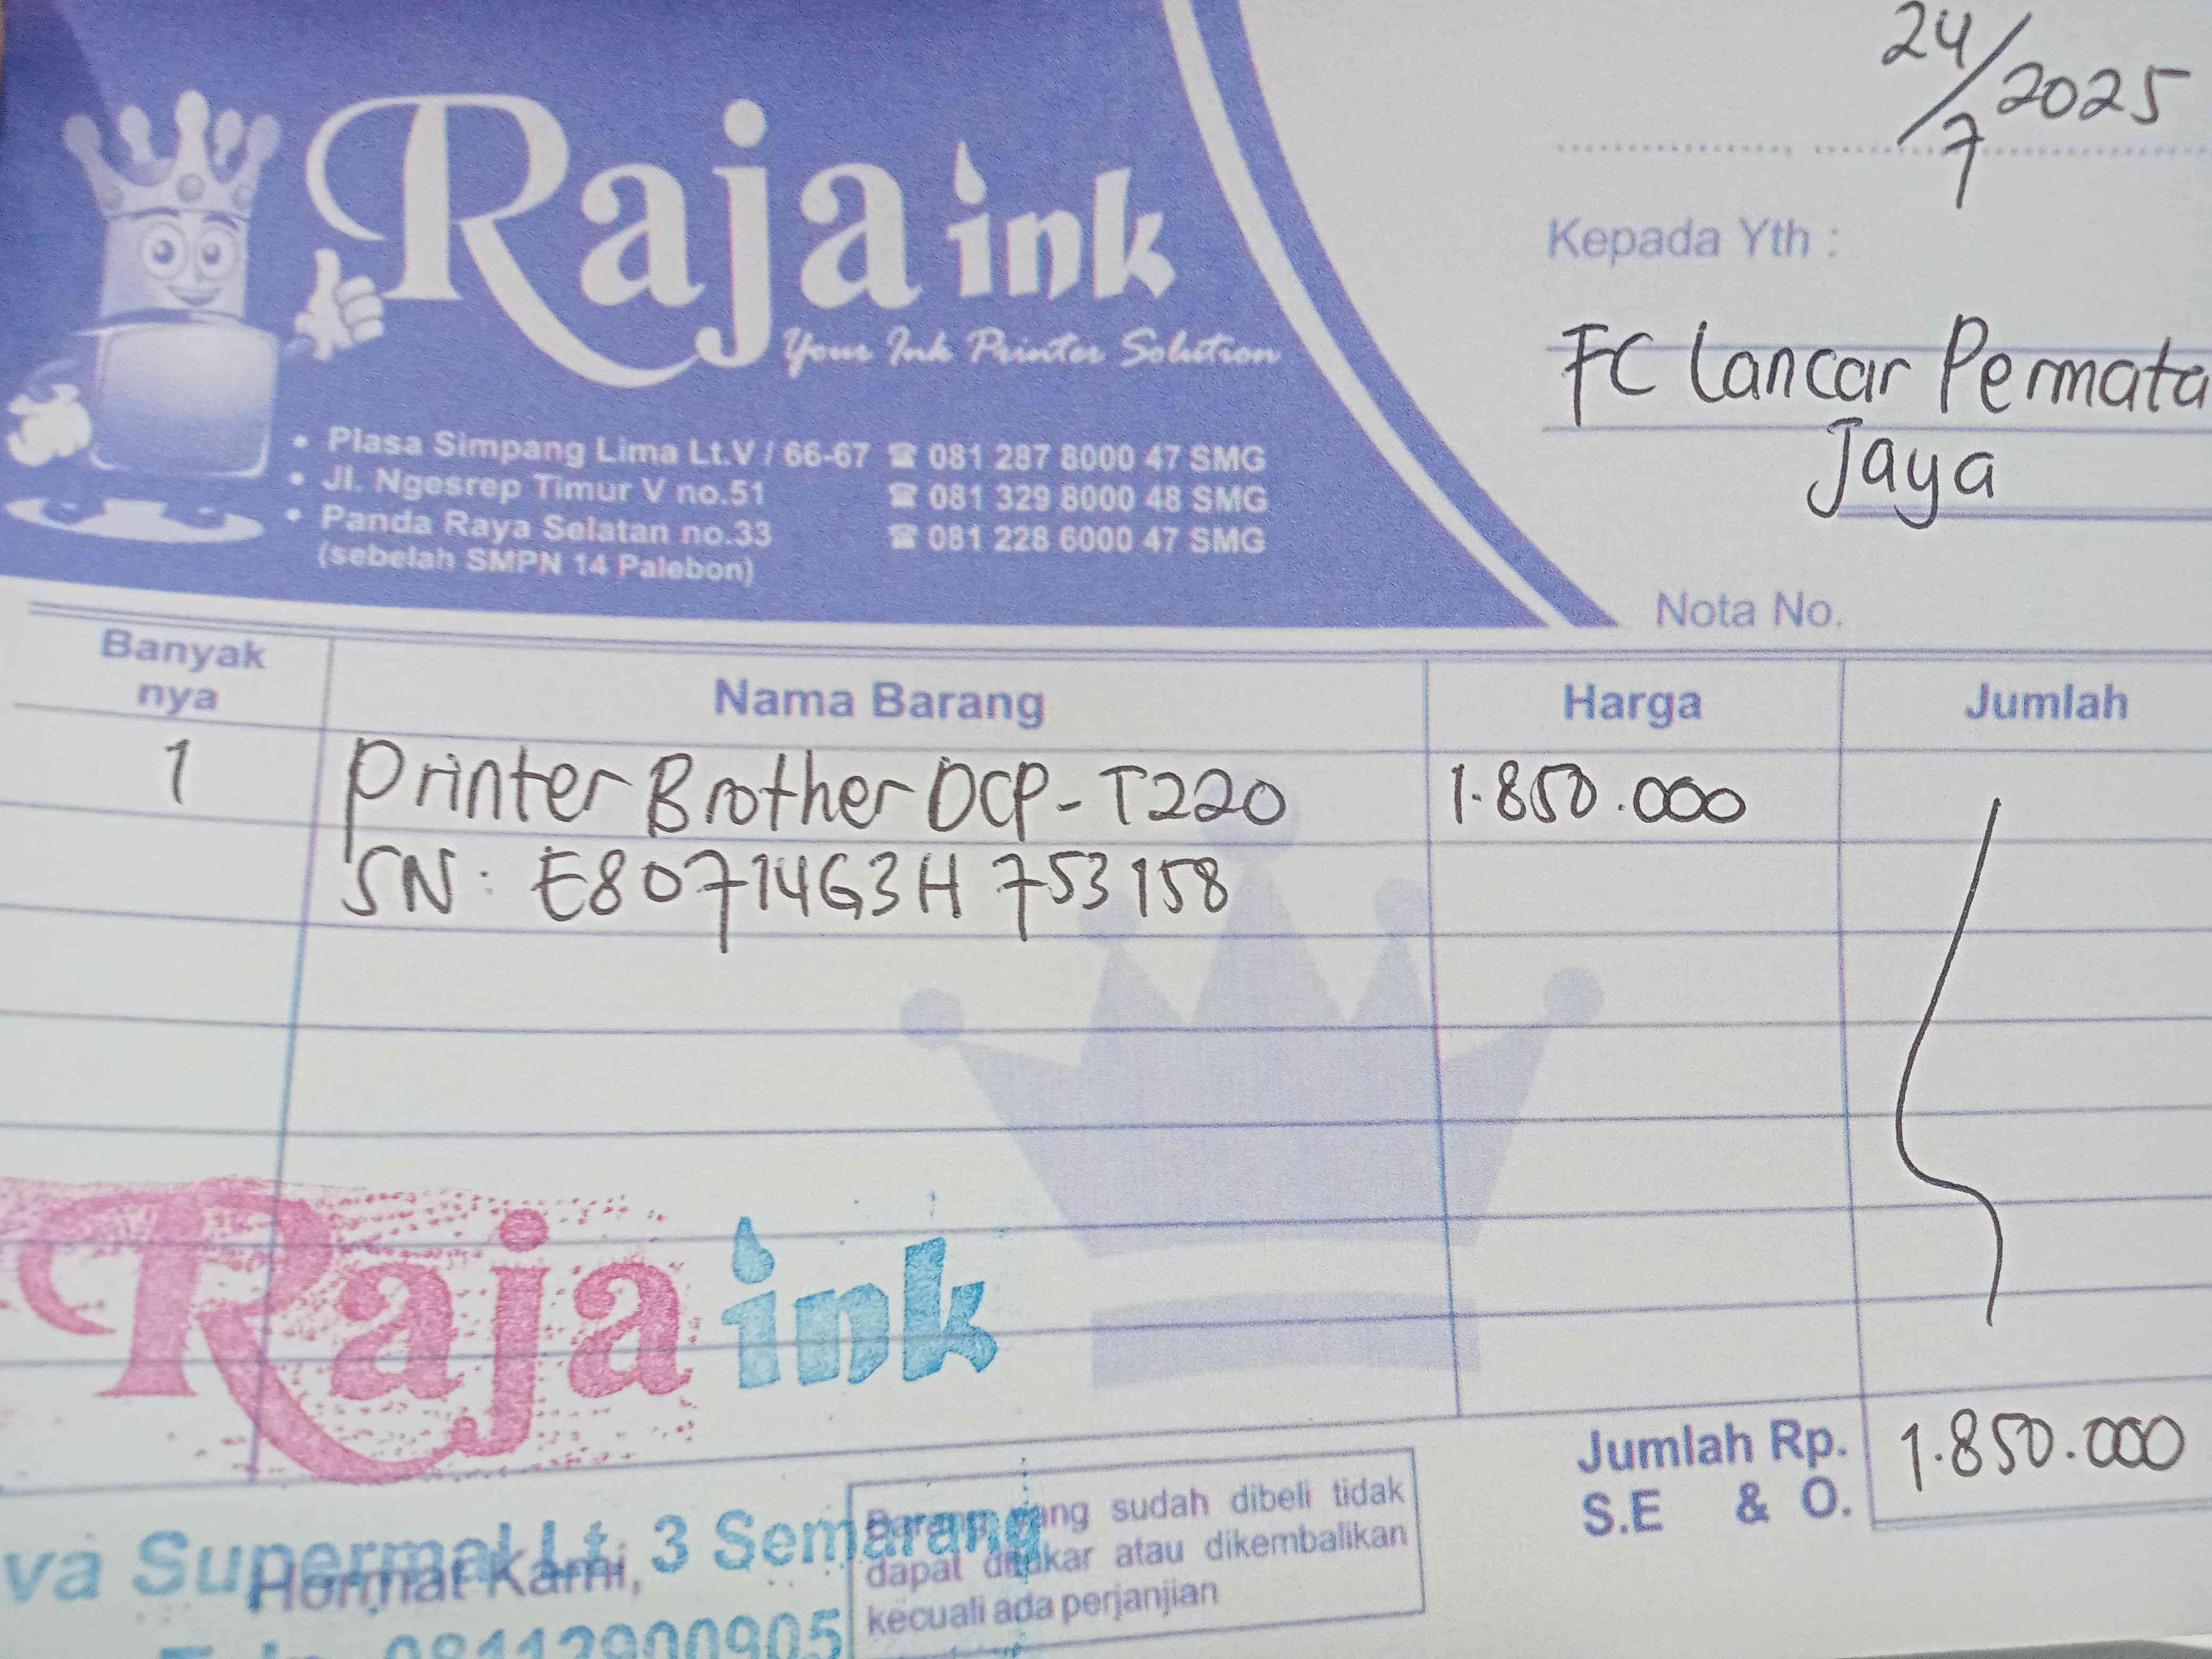 24/7 2025
Raja ink
Your Ink Printer Solution
• Plasa Simpang Lima Lt.V / 66-67 ☎ 081 287 8000 47 SMG
• Jl. Ngesrep Timur V no.51 ☎ 081 329 8000 48 SMG
• Panda Raya Selatan no.33 ☎ 081 228 6000 47 SMG
(sebelah SMPN 14 Palebon)
Kepada Yth :
FC Lancar Permata
Jaya
Nota No.
Banyak nya Nama Barang Harga Jumlah
1 Printer Brother DCP-T220 1.850.000
SN: E80714G3H753158
Raja ink
Jumlah Rp. 1.850.000
S.E & O.
va Supermal Lt. 3 Semarang
Hormat Kami,
08112900905
Barang yang sudah dibeli tidak
dapat ditukar atau dikembalikan
kecuali ada perjanjian